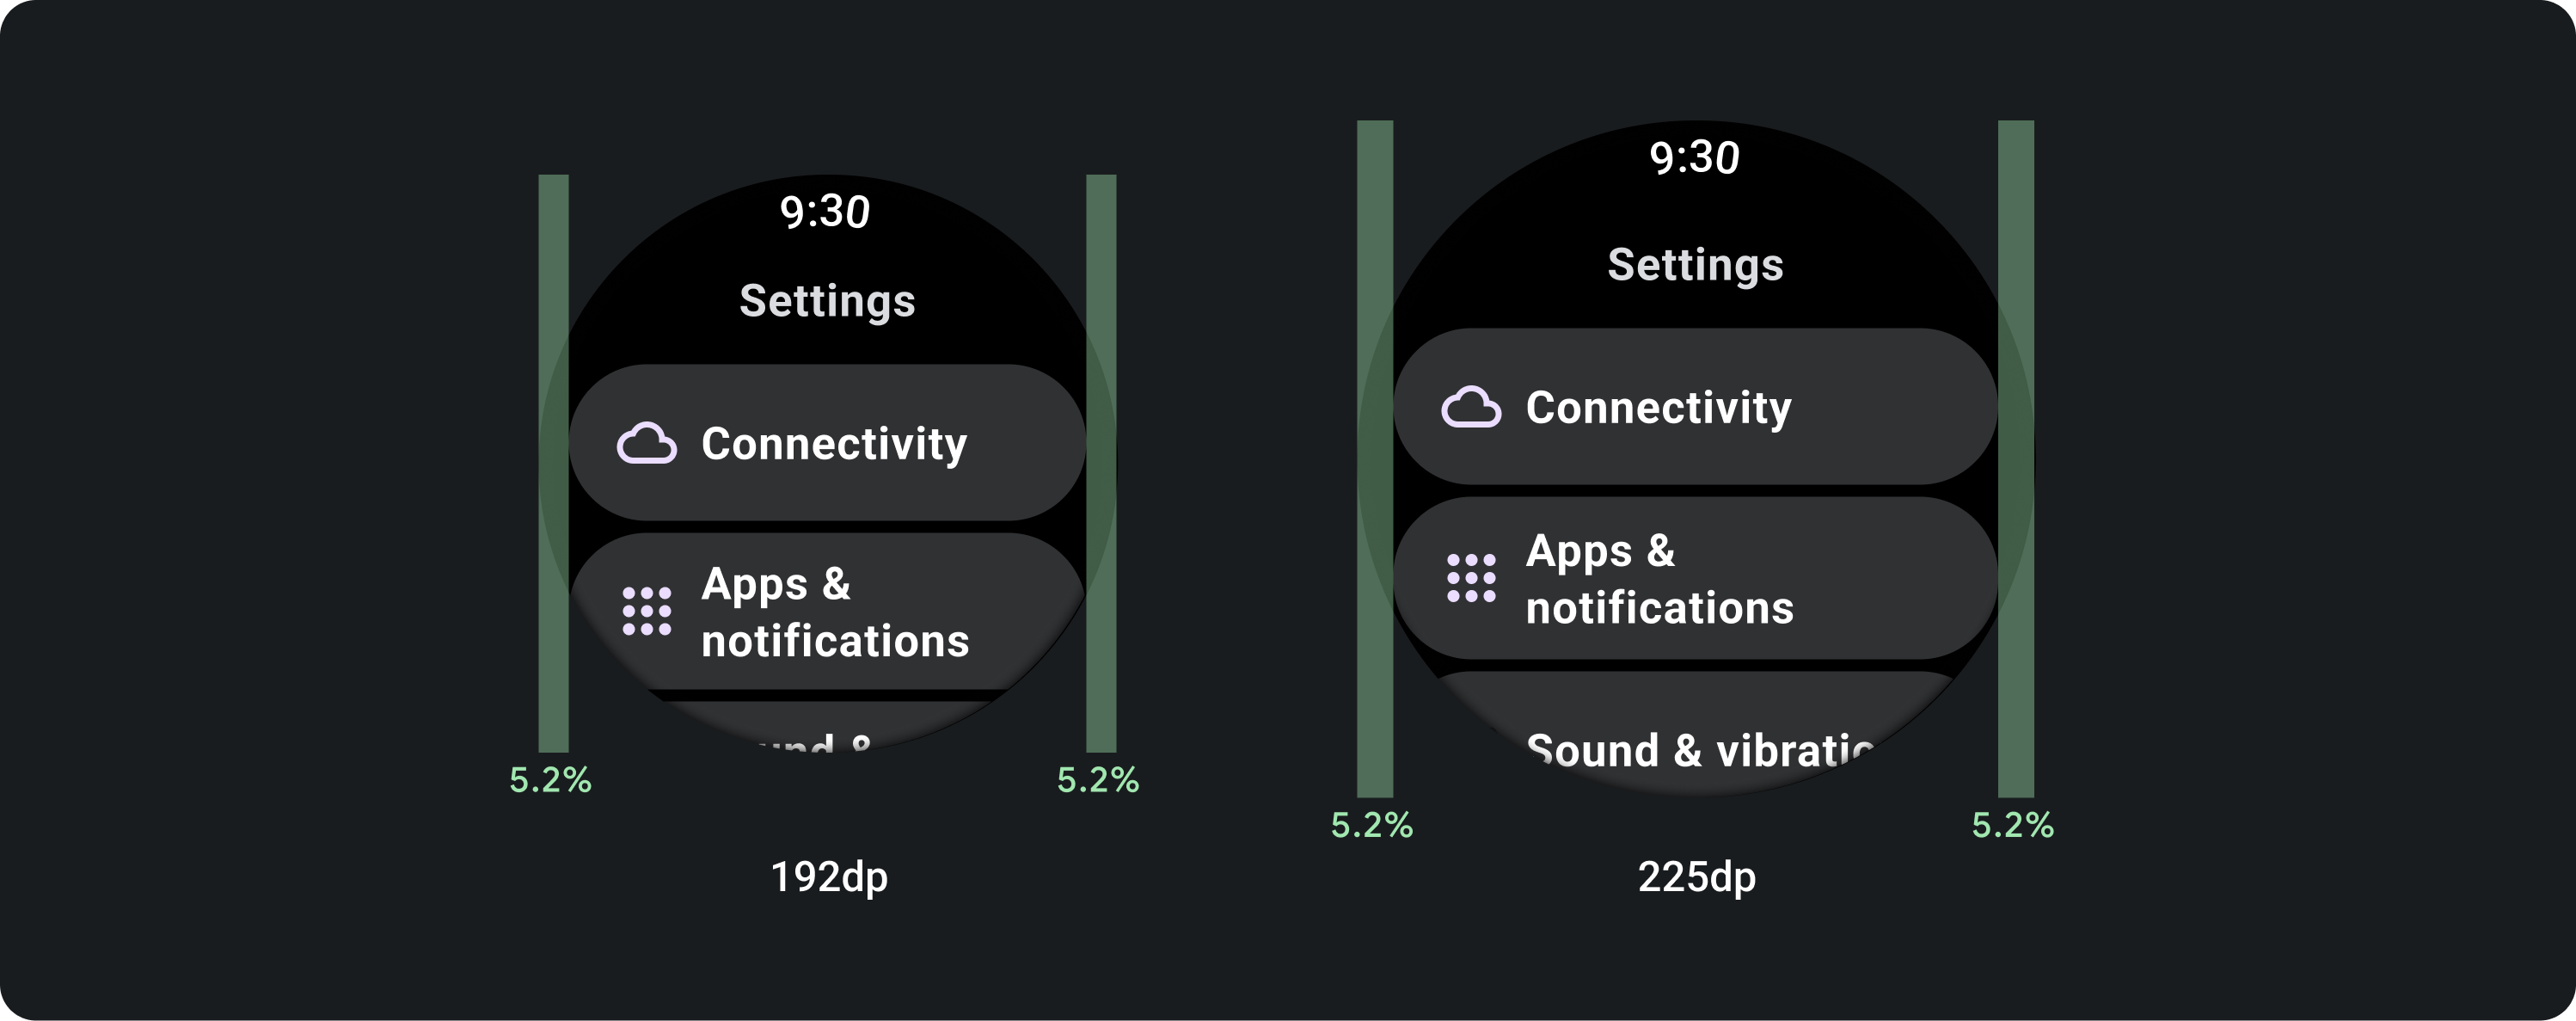 9:30
Settings
Connectivity
Apps &
notifications
&
5.2%
5.2%
192dp
9:30
Settings
Connectivity
Apps &
notifications
Sound &
5.2%
5.2%
225dp